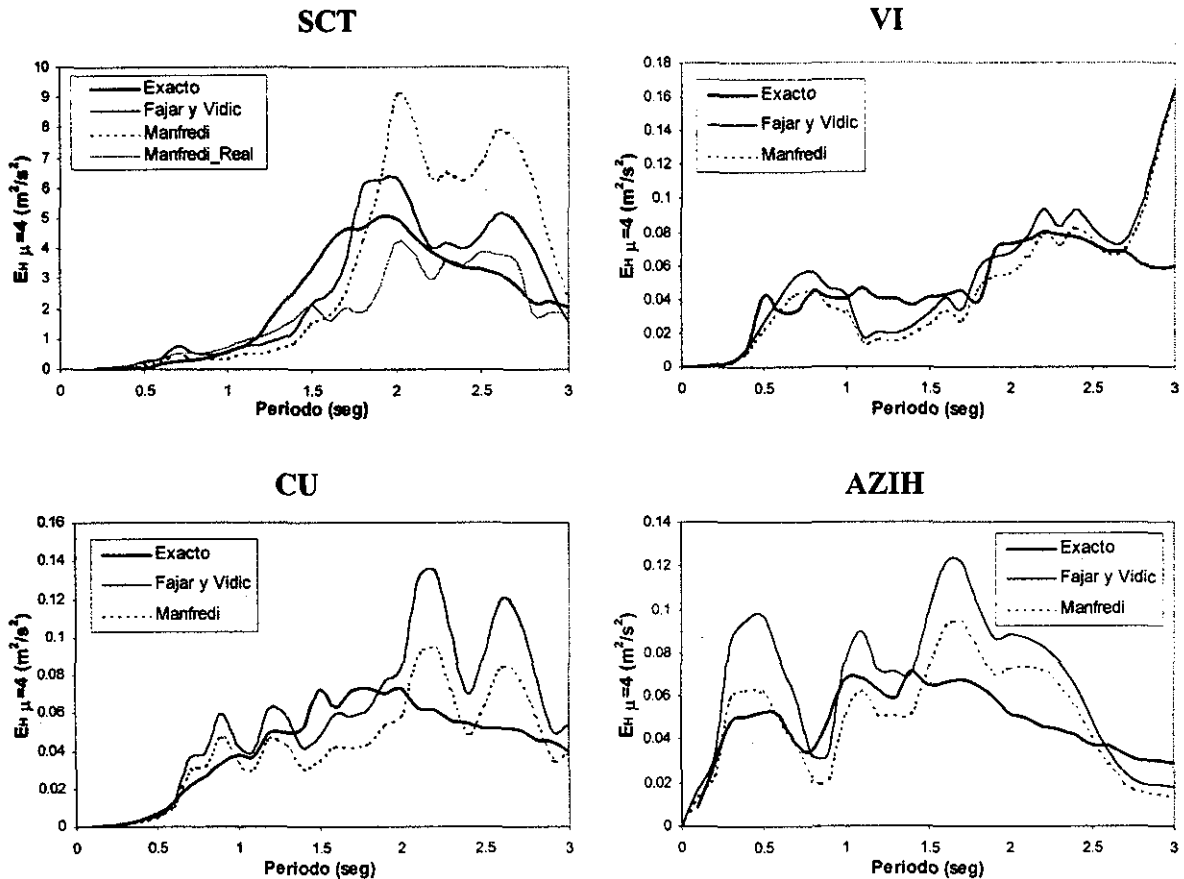 SCT
Exacto
Fajar y Vidic
Manfredi
Manfredi_Real
EH µ=4 (m²/s²)
10
9
8
7
6
5
4
3
2
1
0
0 0.5 1 1.5 2 2.5 3
Periodo (seg)
VI
Exacto
Fajar y Vidic
Manfredi
EH µ=4 (m²/s²)
0.18
0.16
0.14
0.12
0.10
0.08
0.06
0.04
0.02
0
0 0.5 1 1.5 2 2.5 3
Periodo (seg)
CU
Exacto
Fajar y Vidic
Manfredi
EH µ=4 (m²/s²)
0.16
0.14
0.12
0.1
0.08
0.06
0.04
0.02
0
0 0.5 1 1.5 2 2.5 3
Periodo (seg)
AZIH
Exacto
Fajar y Vidic
Manfredi
EH µ=4 (m²/s²)
0.14
0.12
0.1
0.08
0.06
0.04
0.02
0
0 0.5 1 1.5 2 2.5 3
Periodo (seg)